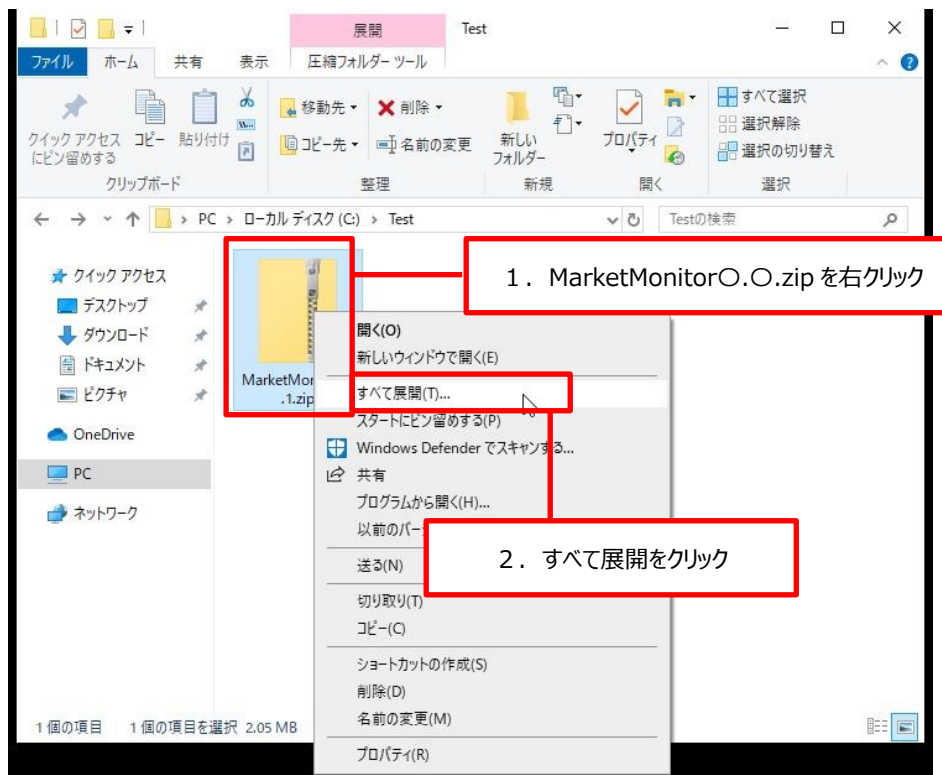 展開
Test
ファイル ホーム 共有 表示 圧縮フォルダー ツール
クイック アクセス
にピン留めする
コピー
貼り付け
移動先
コピー先
削除
名前の変更
新しい
フォルダー
プロパティ
すべて選択
選択解除
選択の切り替え
クリップボード 整理 新規 開く 選択
PC › ローカル ディスク (C:) › Test
Testの検索
クイック アクセス
デスクトップ
ダウンロード
ドキュメント
ピクチャ
OneDrive
PC
ネットワーク
.1.zip
1．MarketMonitor〇.〇.zip を右クリック
開く(O)
新しいウィンドウで開く(E)
すべて展開(T)...
スタートにピン留めする(P)
Windows Defender でスキャンする...
共有
プログラムから開く(H)...
以前のバー
2．すべて展開をクリック
送る(N)
切り取り(T)
コピー(C)
ショートカットの作成(S)
削除(D)
名前の変更(M)
プロパティ(R)
1 個の項目 1 個の項目を選択 2.05 MB